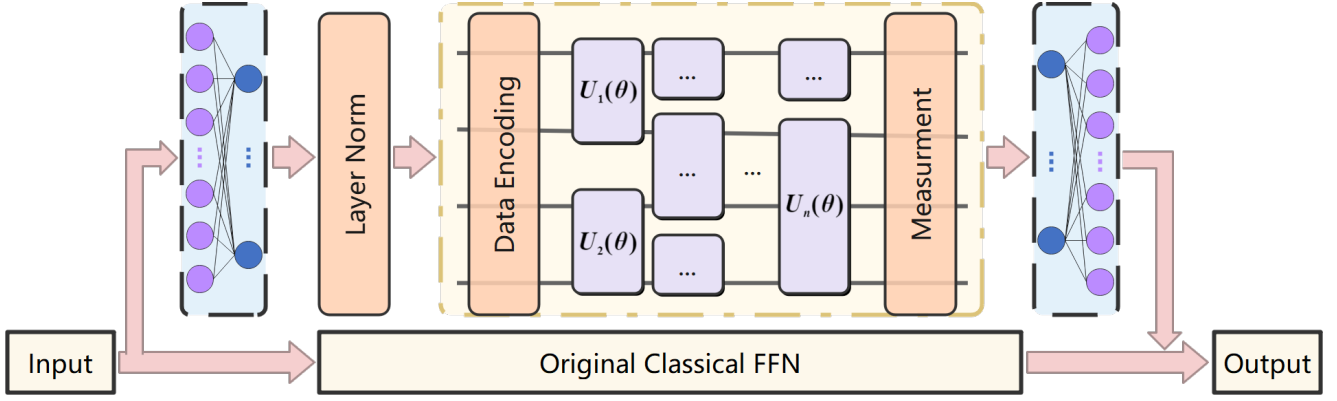 Layer Norm
Data Encoding
U₁(θ)
U₂(θ)
...
...
...
...
...
Uₙ(θ)
Measurment
Input
Original Classical FFN
Output